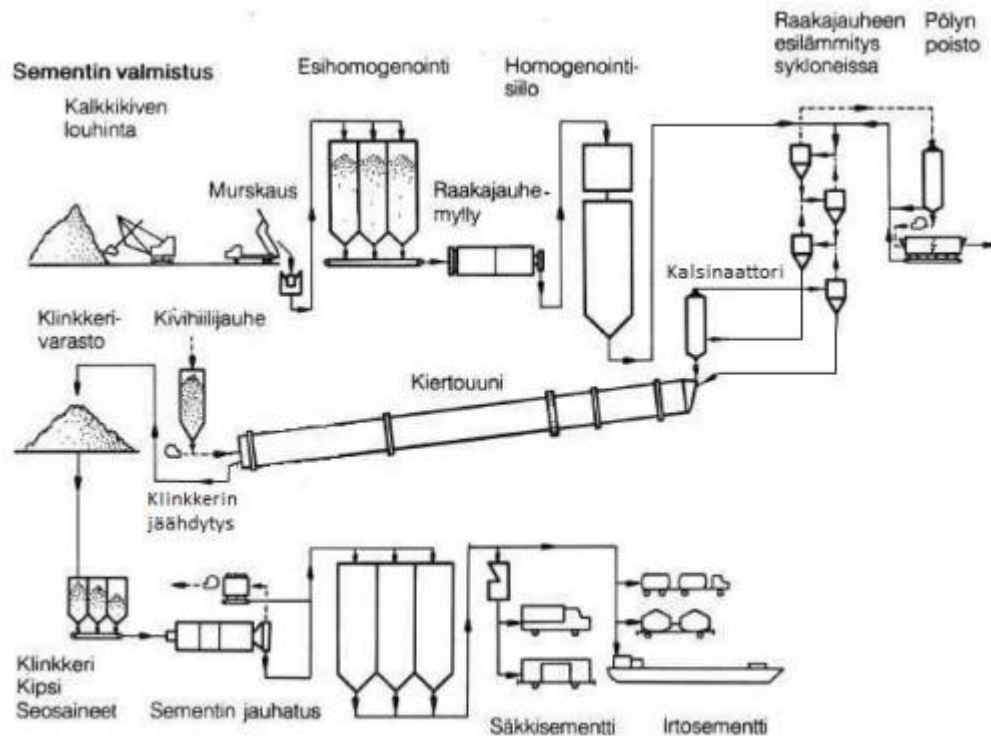 Sementin valmistus
Kalkkikiven
louhinta
Murskaus
Esihomogenointi
Raakajauhe-
mylly
Homogenointi-
siilo
Raakajauheen
esilämmitys
sykloneissa
Pölyn
poisto
Kalsinaattori
Klinkkeri-
varasto
Kivihiilijauhe
Kiertouuni
Klinkkerin
jäähdytys
Klinkkeri
Kipsi
Seosaineet
Sementin jauhatus
Säkkisementti
Irtosementti